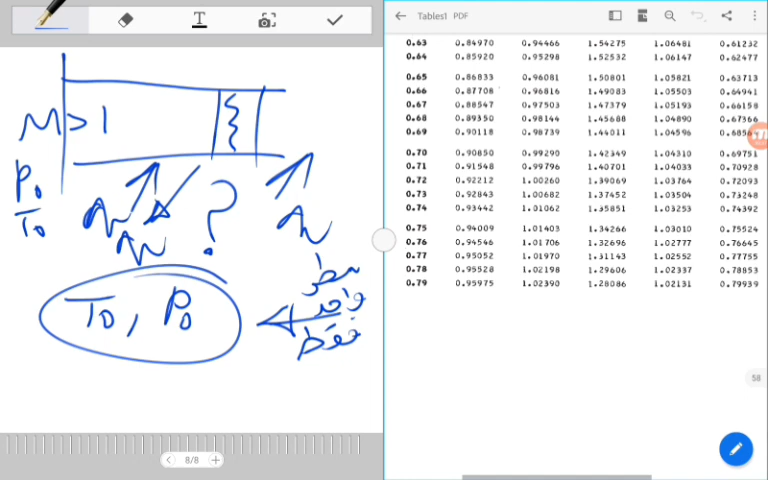 Tables1 PDF
0.63 0.84970 0.94466 1.54275 1.06481 0.61232
0.64 0.85920 0.95298 1.52532 1.06147 0.62477
0.65 0.86833 0.96081 1.50801 1.05821 0.63713
0.66 0.87708 0.96816 1.49083 1.05503 0.64941
0.67 0.88547 0.97503 1.47379 1.05193 0.66158
0.68 0.89350 0.98144 1.45688 1.04890 0.67366
0.69 0.90118 0.98739 1.44011 1.04596
0.70 0.90850 0.99290 1.42349 1.04310 0.69751
0.71 0.91548 0.99796 1.40701 1.04033 0.70928
0.72 0.92212 1.00260 1.39069 1.03764 0.72093
0.73 0.92843 1.00682 1.37452 1.03504 0.73248
0.74 0.93442 1.01062 1.35851 1.03253 0.74392
0.75 0.94009 1.01403 1.34266 1.03010 0.75524
0.76 0.94546 1.01706 1.32696 1.02777 0.76645
0.77 0.95052 1.01970 1.31143 1.02552 0.77755
0.78 0.95528 1.02198 1.29606 1.02337 0.78853
0.79 0.95975 1.02390 1.28086 1.02131 0.79939
58
M > 1
P0
T0
?
T0, P0
واحد
فقط
8/8